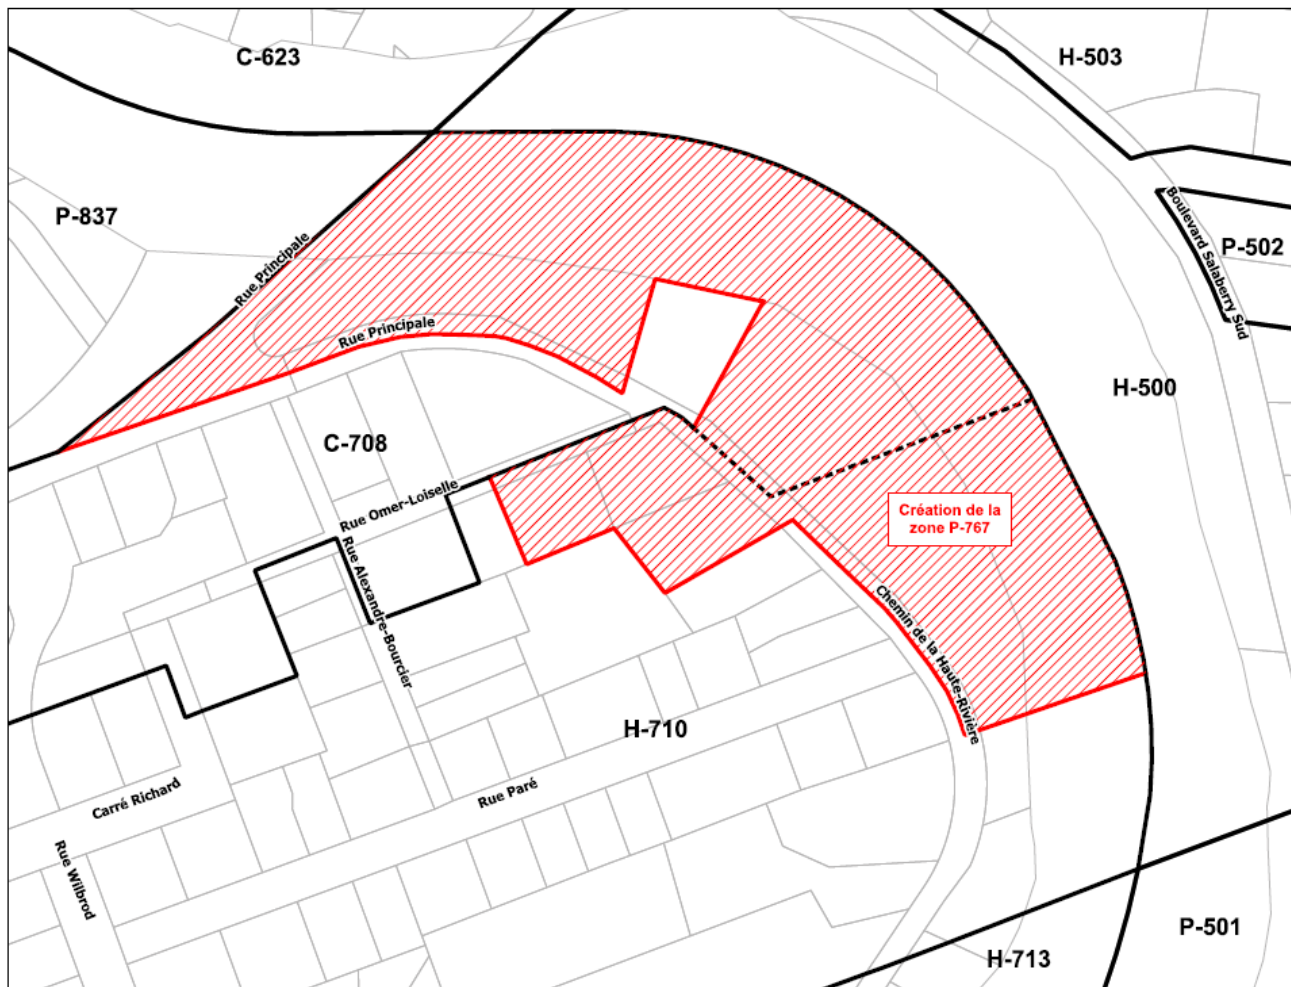 C-623
H-503
P-837
Rue Principale
Boulevard Salaberry Sud
P-502
Rue Principale
H-500
C-708
Rue Omer-Loiselle
Création de la
zone P-767
Rue Alexandre-Bourcier
Chemin de la Haute-Rivière
H-710
Rue Paré
Carré Richard
Rue Wilbrod
P-501
H-713